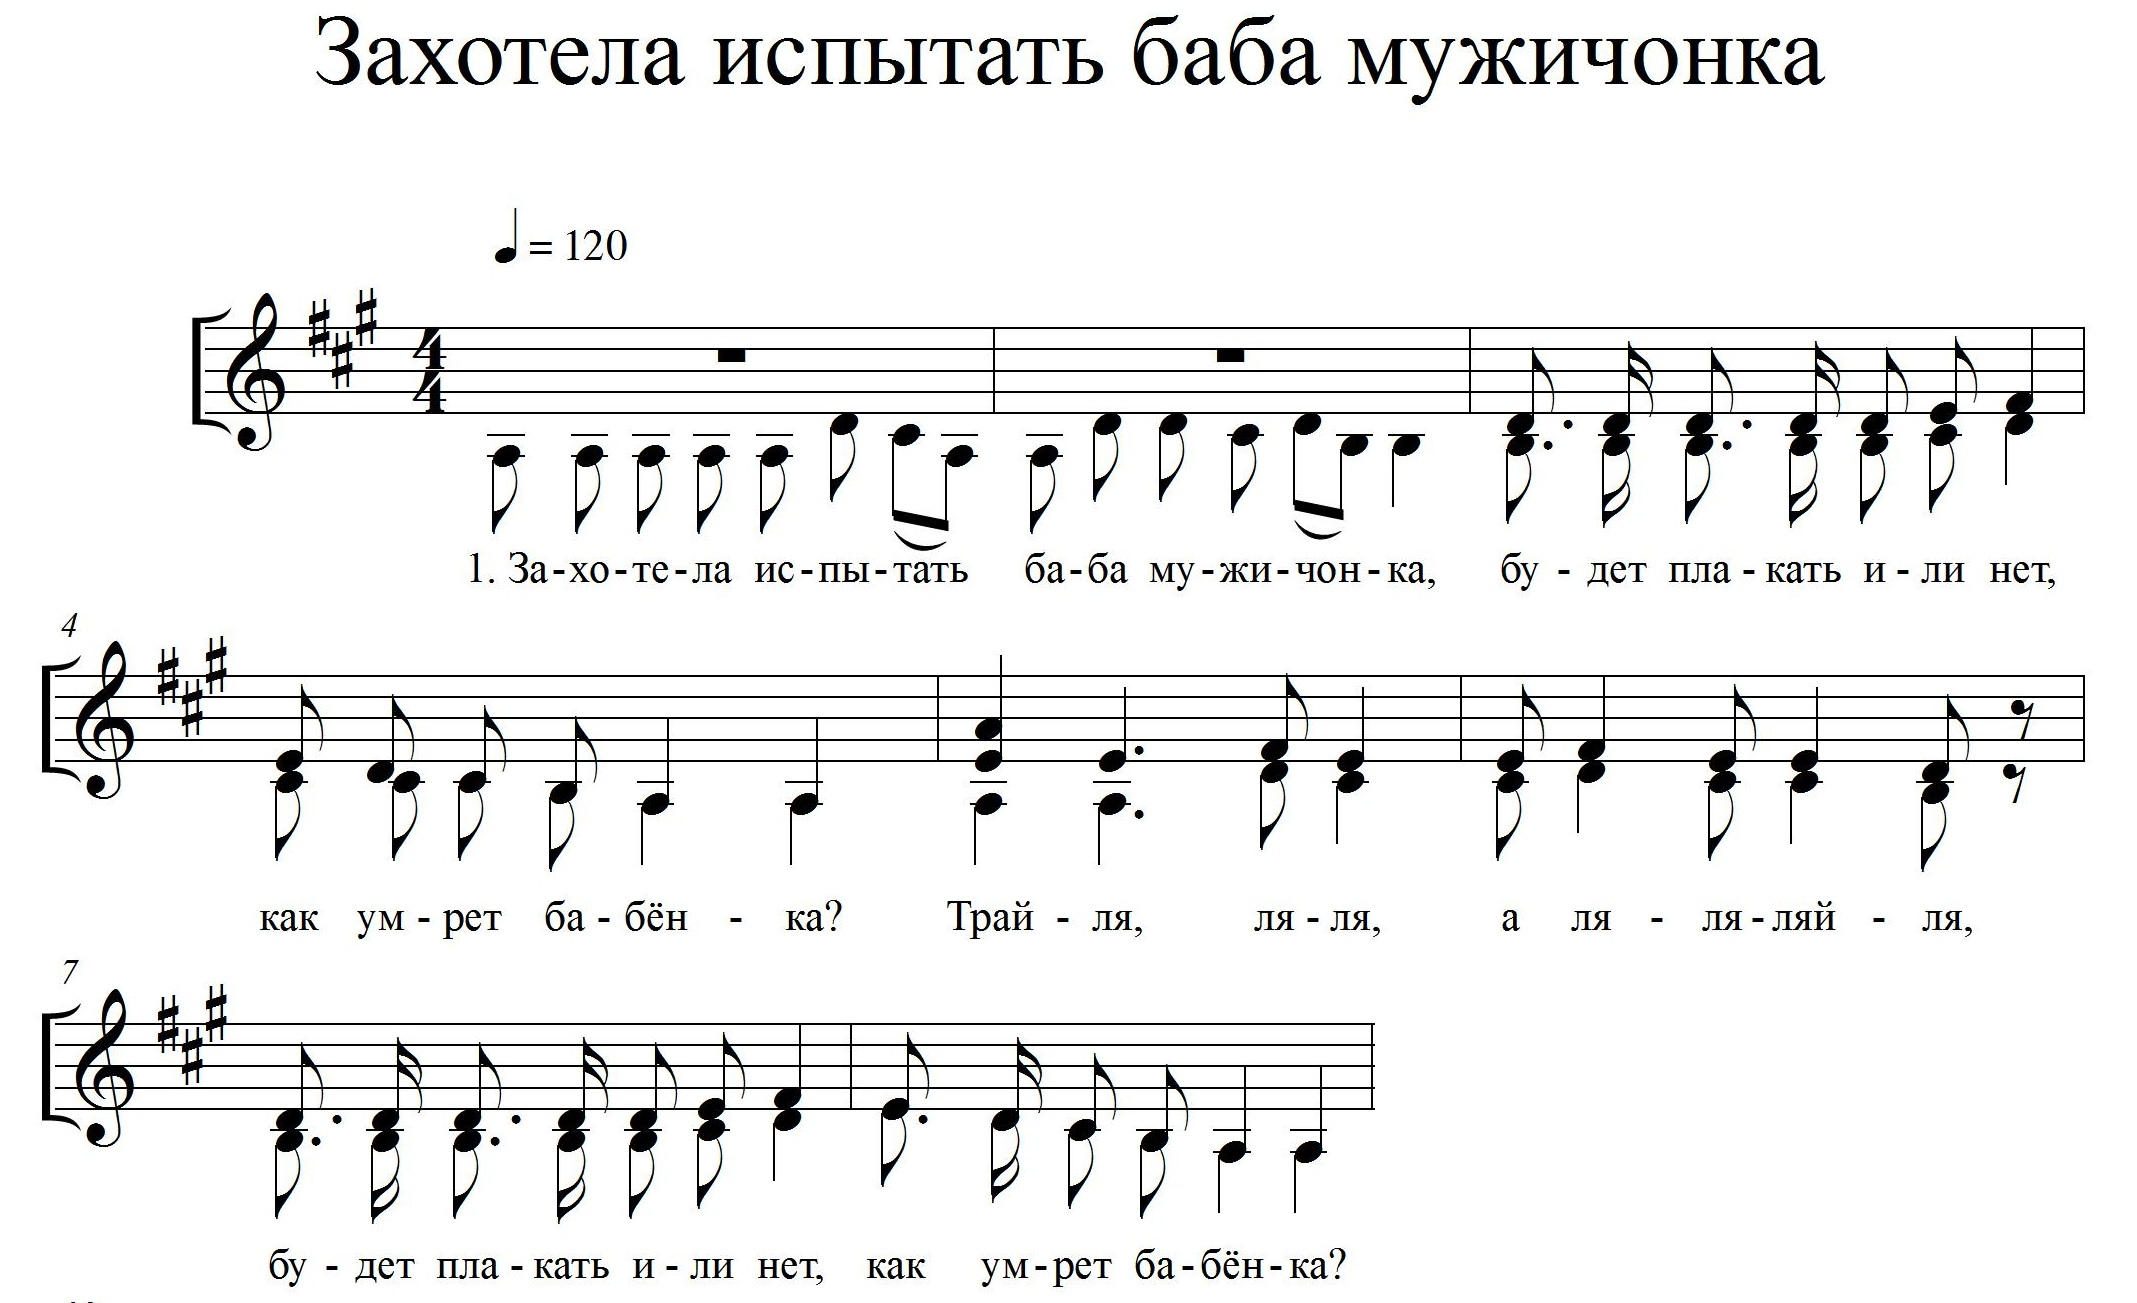 Захотела испытать баба мужичонка
= 120
4
4
1. За-хо-те-ла ис-пы-тать ба-ба му-жи-чон-ка, бу - дет пла - кать и - ли нет,
4
как ум - рет ба - бён - ка? Трай - ля, ля - ля, а ля - ля - ляй - ля,
7
бу - дет пла - кать и - ли нет, как ум-рет ба-бён-ка?